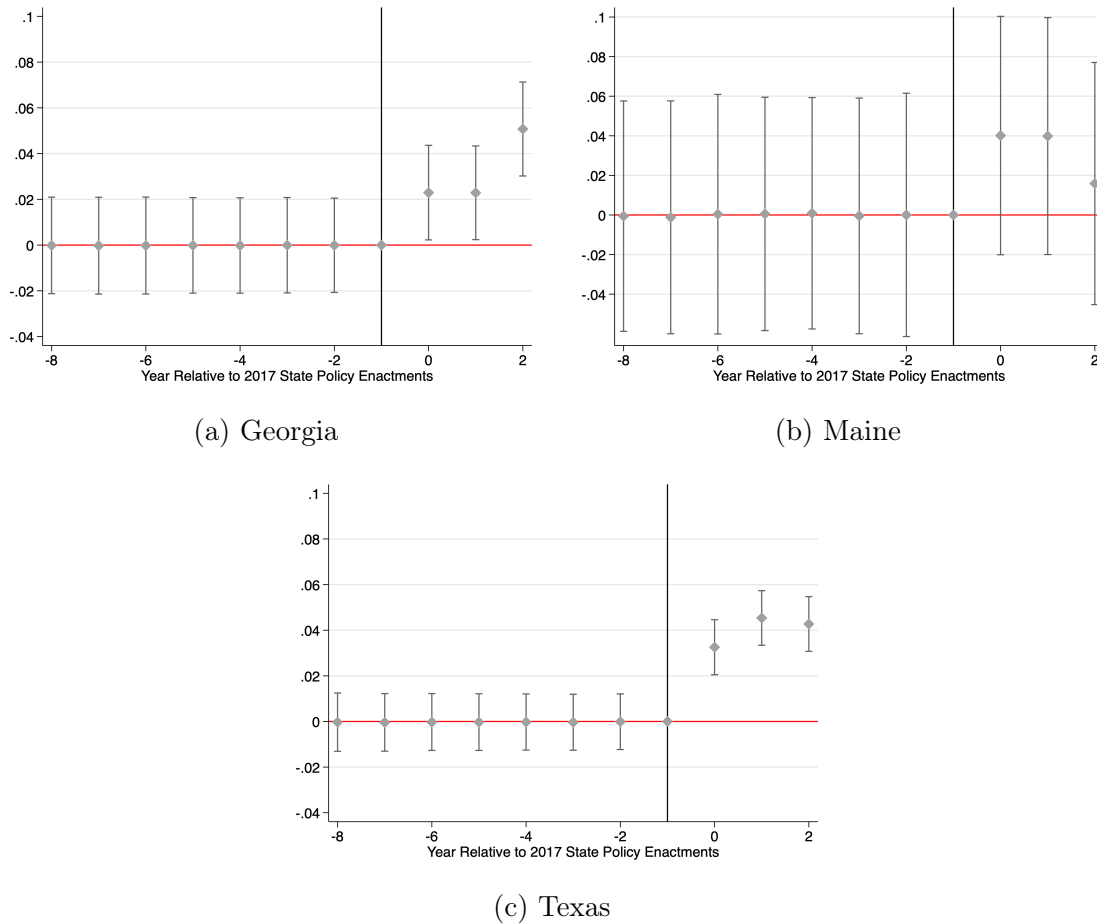 .1
.08
.06
.04
.02
0
-.02
-.04
-8 -6 -4 -2 0 2
Year Relative to 2017 State Policy Enactments
(a) Georgia
.1
.08
.06
.04
.02
0
-.02
-.04
-8 -6 -4 -2 0 2
Year Relative to 2017 State Policy Enactments
(b) Maine
.1
.08
.06
.04
.02
0
-.02
-.04
-8 -6 -4 -2 0 2
Year Relative to 2017 State Policy Enactments
(c) Texas